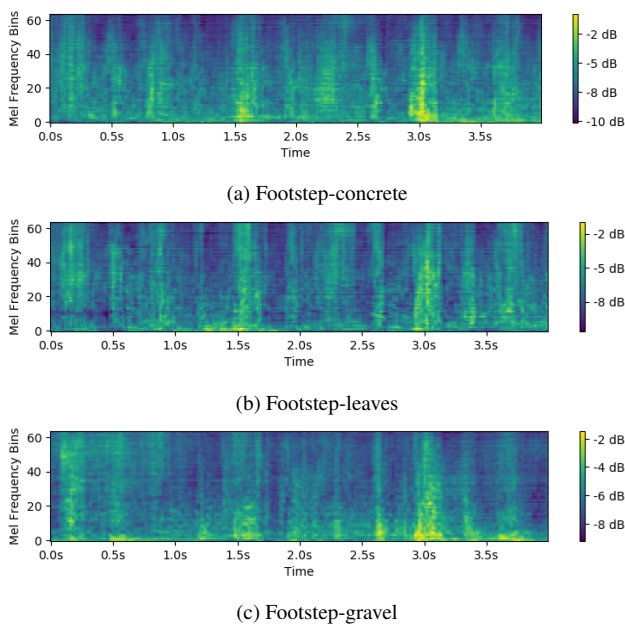 Mel Frequency Bins
60
40
20
0
0.0s 0.5s 1.0s 1.5s 2.0s 2.5s 3.0s 3.5s
Time
-2 dB
-5 dB
-8 dB
-10 dB
(a) Footstep-concrete
Mel Frequency Bins
60
40
20
0
0.0s 0.5s 1.0s 1.5s 2.0s 2.5s 3.0s 3.5s
Time
-2 dB
-5 dB
-8 dB
(b) Footstep-leaves
Mel Frequency Bins
60
40
20
0
0.0s 0.5s 1.0s 1.5s 2.0s 2.5s 3.0s 3.5s
Time
-2 dB
-4 dB
-6 dB
-8 dB
(c) Footstep-gravel